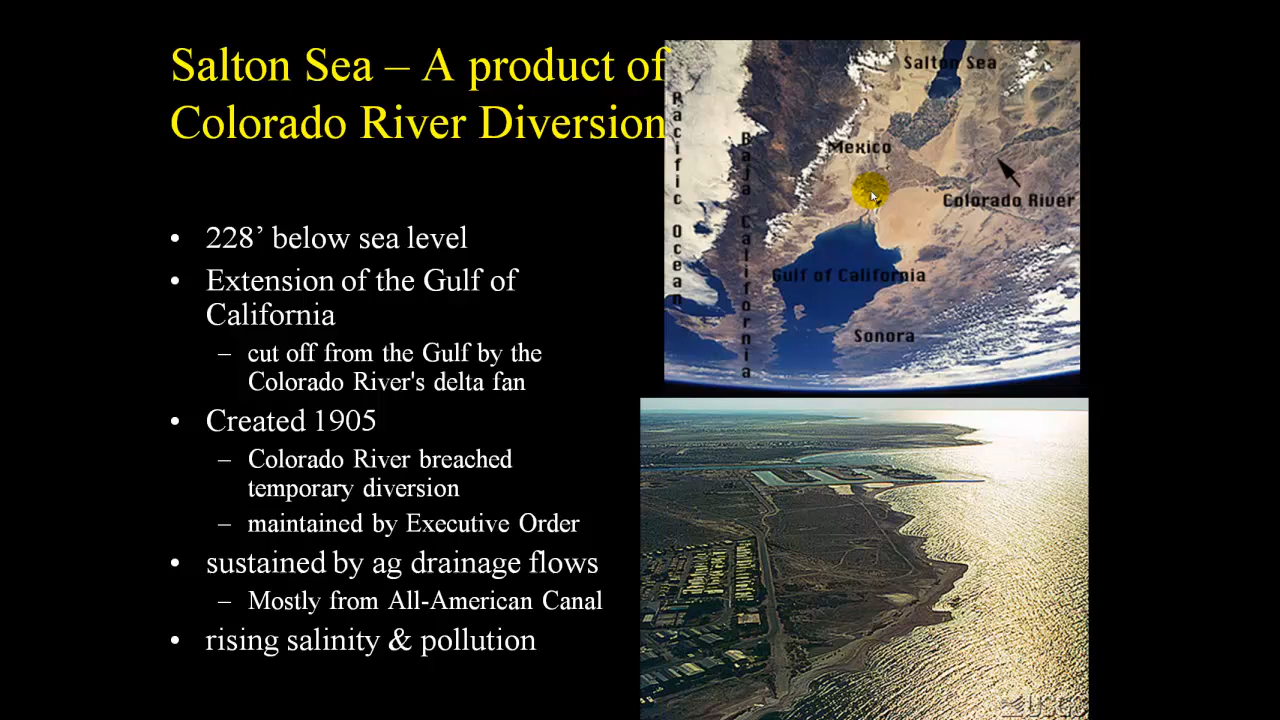 Salton Sea – A product of
Colorado River Diversion
• 228’ below sea level
• Extension of the Gulf of
California
– cut off from the Gulf by the
Colorado River's delta fan
• Created 1905
– Colorado River breached
temporary diversion
– maintained by Executive Order
• sustained by ag drainage flows
– Mostly from All-American Canal
• rising salinity & pollution
Salton Sea
Pacific Ocean
Baja California
Mexico
Colorado River
Gulf of California
Sonora